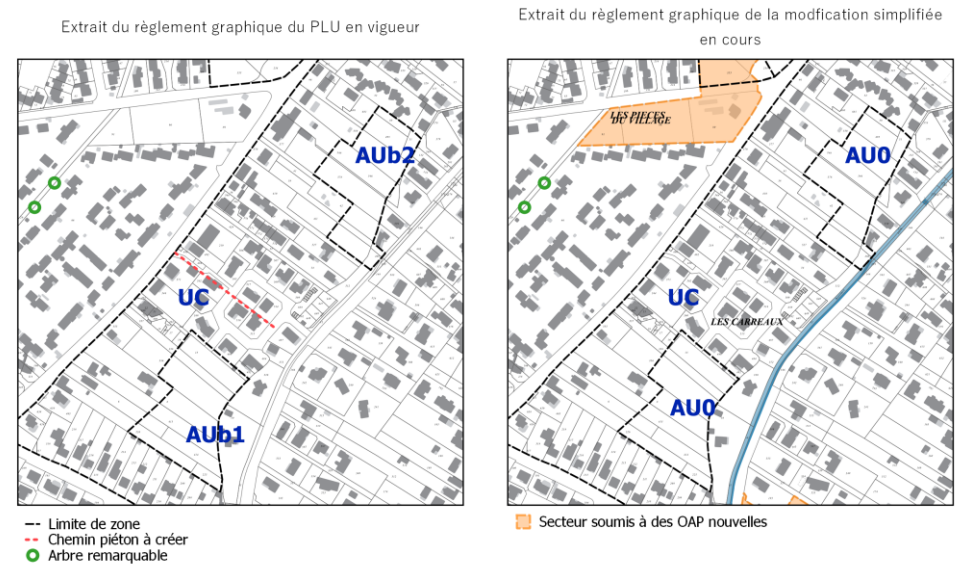 Extrait du règlement graphique du PLU en vigueur
Extrait du règlement graphique de la modfication simplifiée
en cours
AUb2
UC
AUb1
LES PIECES
DU VILLAGE
AU0
UC
LES CARREAUX
AU0
Limite de zone
Chemin piéton à créer
Arbre remarquable
Secteur soumis à des OAP nouvelles